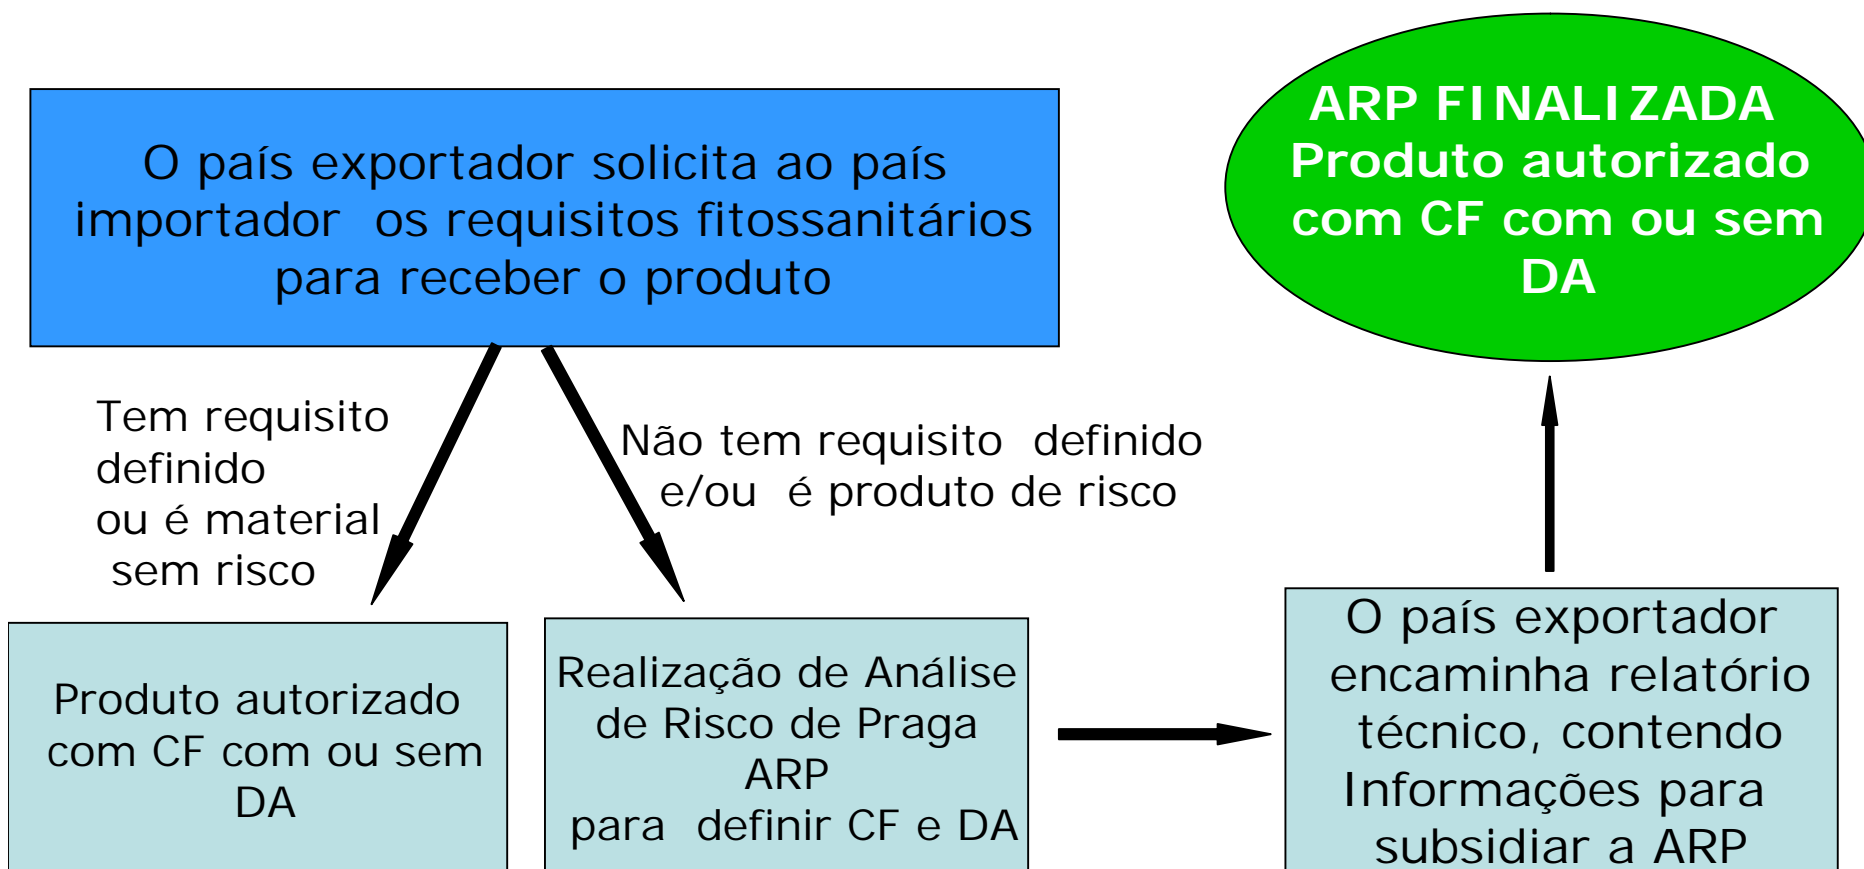 O país exportador solicita ao país
importador os requisitos fitossanitários
para receber o produto
ARP FINALIZADA
Produto autorizado
com CF com ou sem
DA
Tem requisito
definido
ou é material
sem risco
Não tem requisito definido
e/ou é produto de risco
Produto autorizado
com CF com ou sem
DA
Realização de Análise
de Risco de Praga
ARP
para definir CF e DA
O país exportador
encaminha relatório
técnico, contendo
Informações para
subsidiar a ARP